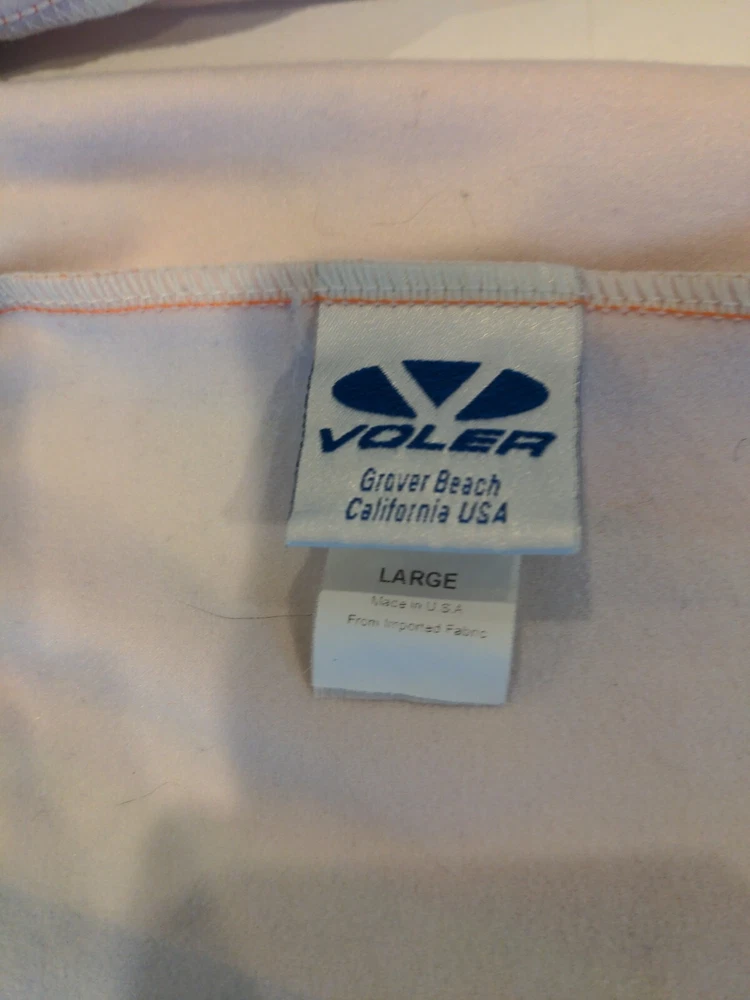 VOLER
Grover Beach
California USA
LARGE
Made in U.S.A
From Imported Fabric